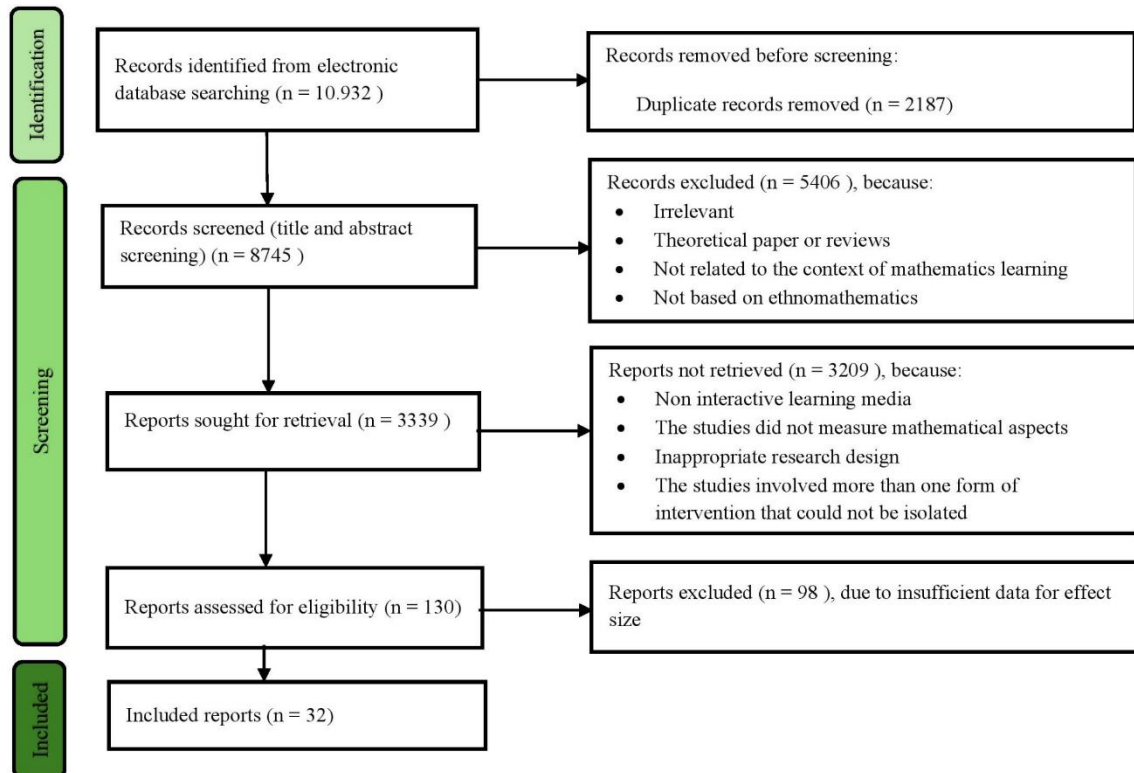 Identification
Records identified from electronic
database searching (n = 10.932 )
Records removed before screening:
Duplicate records removed (n = 2187)
Screening
Records screened (title and abstract
screening) (n = 8745 )
Records excluded (n = 5406 ), because:
• Irrelevant
• Theoretical paper or reviews
• Not related to the context of mathematics learning
• Not based on ethnomathematics
Reports sought for retrieval (n = 3339 )
Reports not retrieved (n = 3209 ), because:
• Non interactive learning media
• The studies did not measure mathematical aspects
• Inappropriate research design
• The studies involved more than one form of
intervention that could not be isolated
Reports assessed for eligibility (n = 130)
Reports excluded (n = 98 ), due to insufficient data for effect
size
Included
Included reports (n = 32)